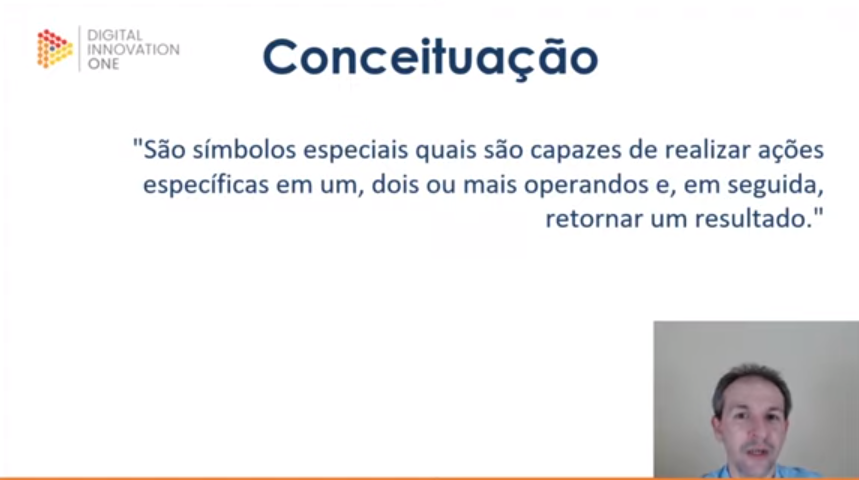 DIGITAL
INNOVATION
ONE
Conceituação
"São símbolos especiais quais são capazes de realizar ações
específicas em um, dois ou mais operandos e, em seguida,
retornar um resultado."